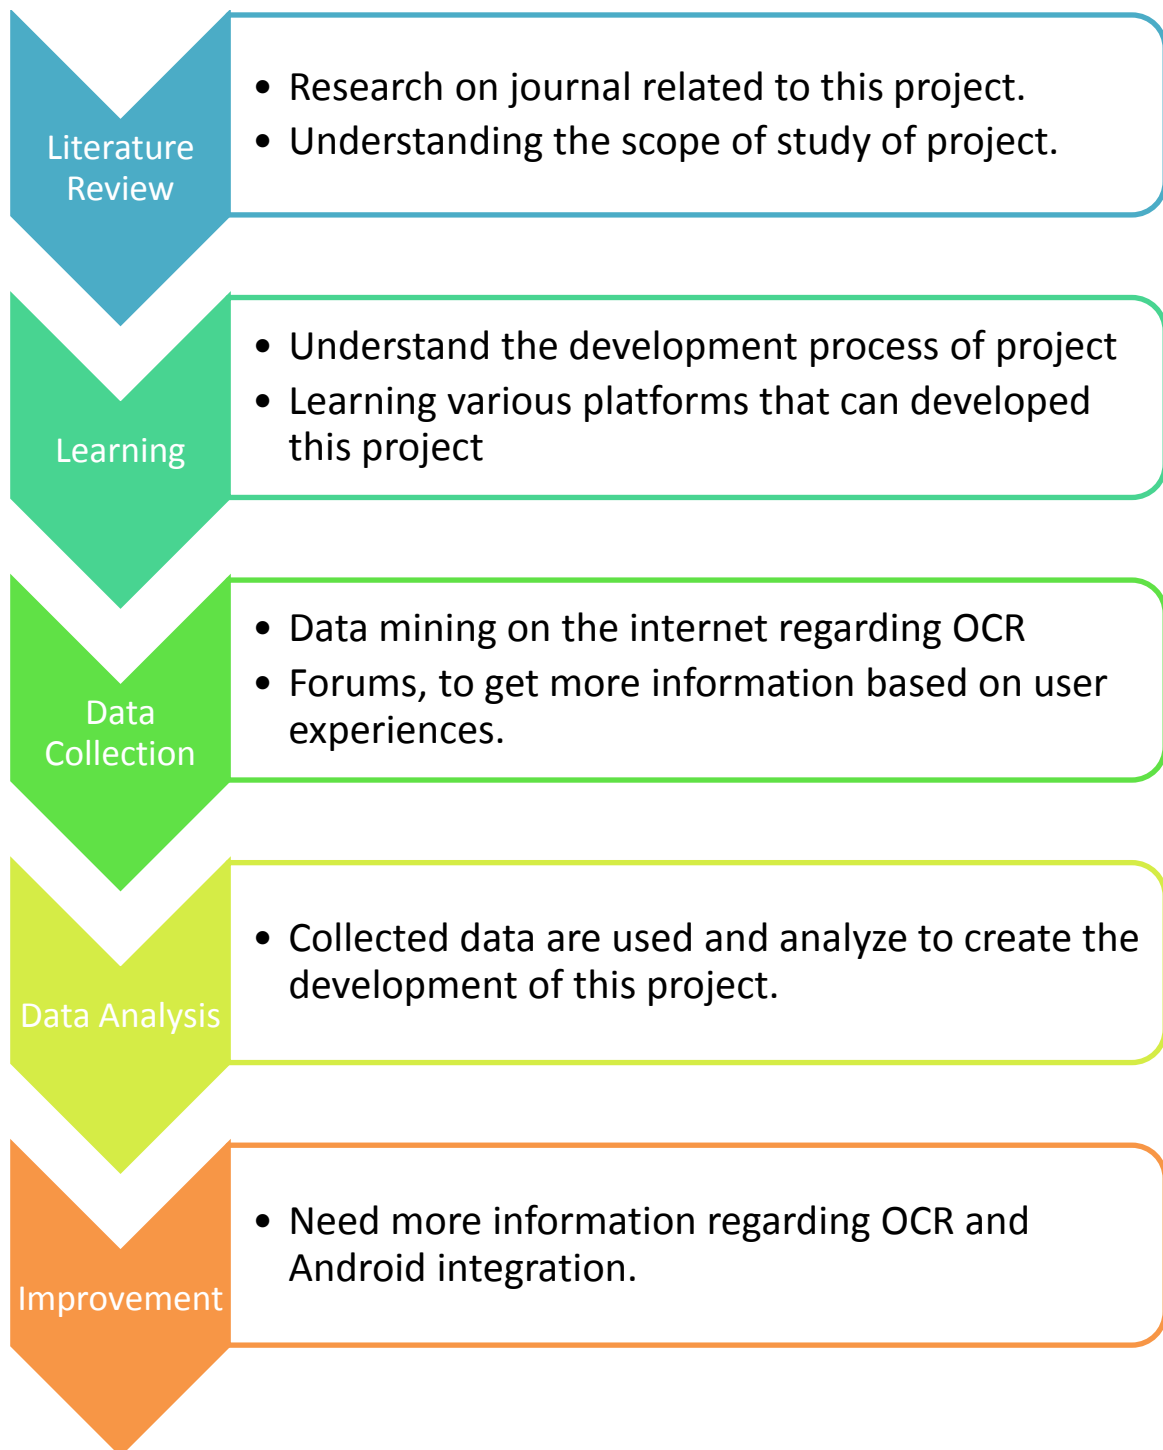 Literature
Review
• Research on journal related to this project.
• Understanding the scope of study of project.
Learning
• Understand the development process of project
• Learning various platforms that can developed
this project
Data
Collection
• Data mining on the internet regarding OCR
• Forums, to get more information based on user
experiences.
Data Analysis
• Collected data are used and analyze to create the
development of this project.
Improvement
• Need more information regarding OCR and
Android integration.